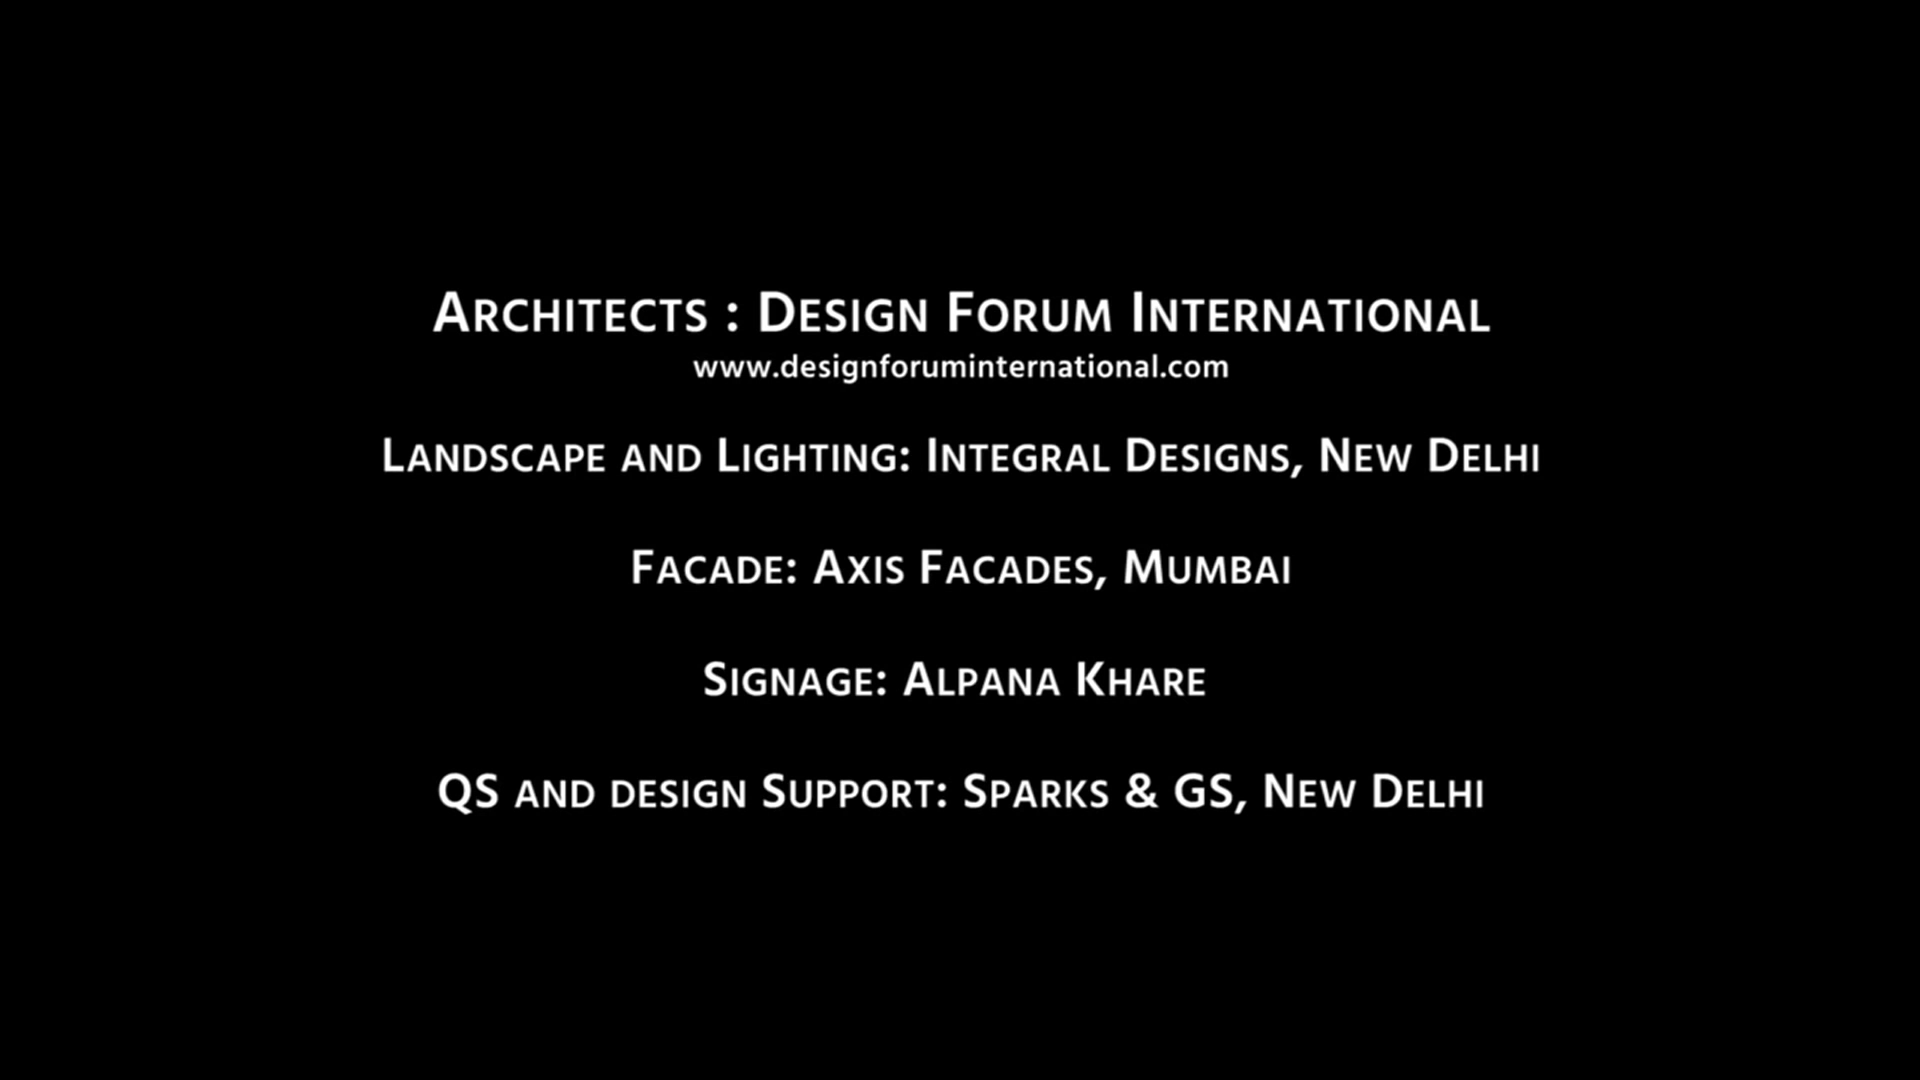 Architects : Design Forum International
www.designforuminternational.com
Landscape and Lighting: Integral Designs, New Delhi
Facade: Axis Facades, Mumbai
Signage: Alpana Khare
QS and design Support: Sparks & GS, New Delhi